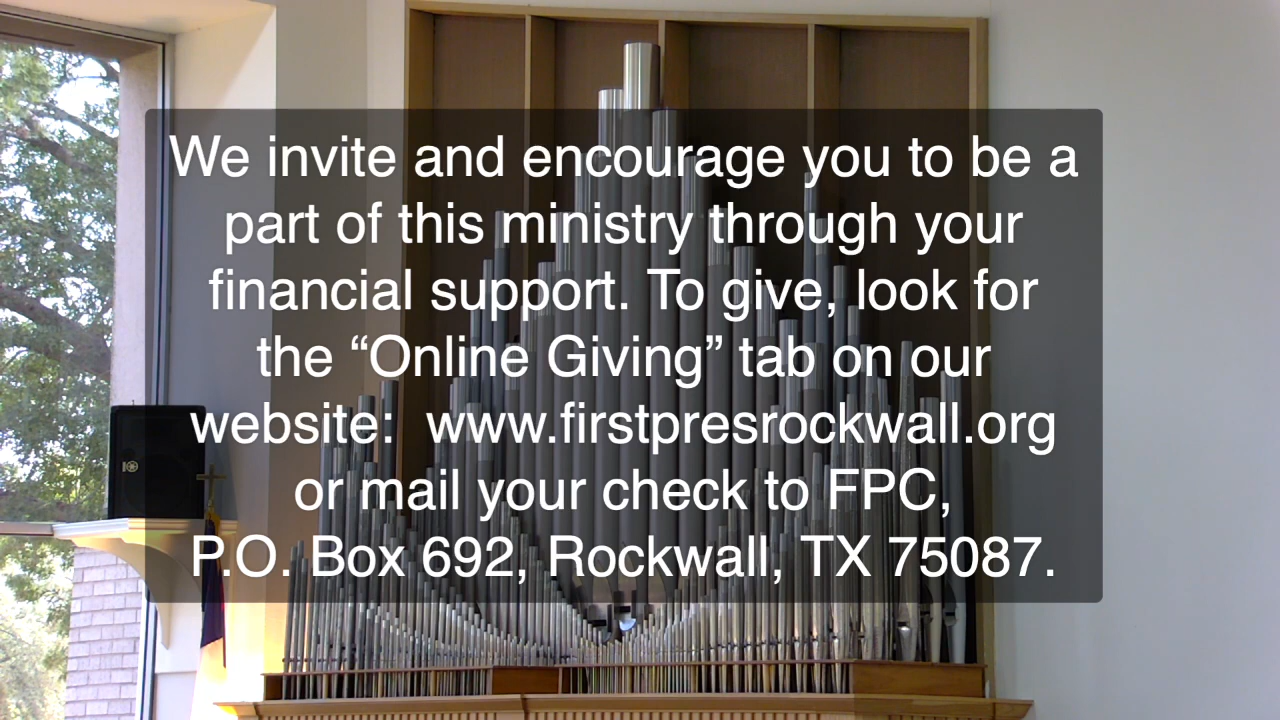 We invite and encourage you to be a
part of this ministry through your
financial support. To give, look for
the “Online Giving” tab on our
website:  www.firstpresrockwall.org
or mail your check to FPC,
P.O. Box 692, Rockwall, TX 75087.